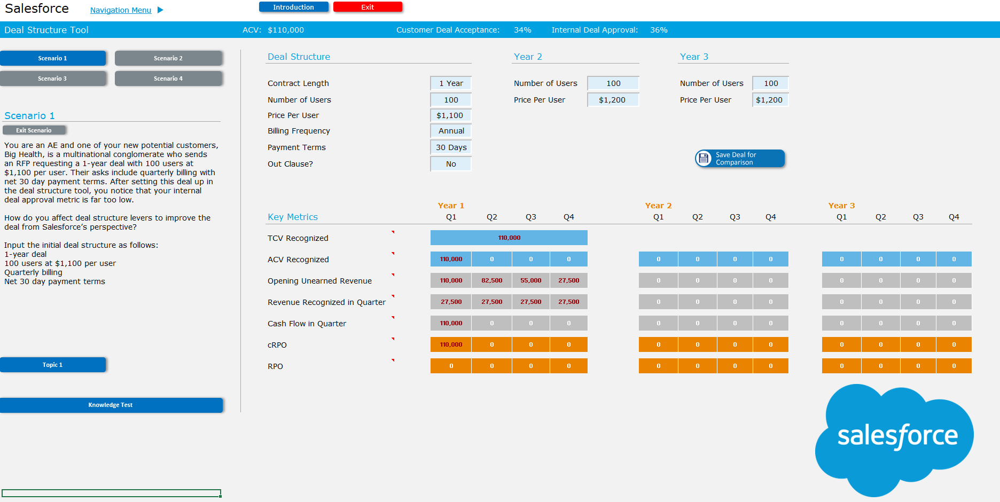 Salesforce
Navigation Menu
Introduction
Exit
Deal Structure Tool
ACV: $110,000
Customer Deal Acceptance: 34%
Internal Deal Approval: 36%
Scenario 1
Scenario 2
Scenario 3
Scenario 4
Scenario 1
Exit Scenario
You are an AE and one of your new potential customers,
Big Health, is a multinational conglomerate who sends
an RFP requesting a 1-year deal with 100 users at
$1,100 per user. Their asks include quarterly billing with
net 30 day payment terms. After setting this deal up in
the deal structure tool, you notice that your internal
deal approval metric is far too low.
How do you affect deal structure levers to improve the
deal from Salesforce's perspective?
Input the initial deal structure as follows:
1-year deal
100 users at $1,100 per user
Quarterly billing
Net 30 day payment terms
Topic 1
Knowledge Test
Deal Structure
Contract Length 1 Year
Number of Users 100
Price Per User $1,100
Billing Frequency Annual
Payment Terms 30 Days
Out Clause? No
Year 2
Number of Users 100
Price Per User $1,200
Year 3
Number of Users 100
Price Per User $1,200
Save Deal for
Comparison
Year 1 Year 2 Year 3
Key Metrics Q1 Q2 Q3 Q4 Q1 Q2 Q3 Q4 Q1 Q2 Q3 Q4
TCV Recognized 110,000
ACV Recognized 110,000 0 0 0 0 0 0 0 0 0 0 0
Opening Unearned Revenue 110,000 82,500 55,000 27,500 0 0 0 0 0 0 0 0
Revenue Recognized in Quarter 27,500 27,500 27,500 27,500 0 0 0 0 0 0 0 0
Cash Flow in Quarter 110,000 0 0 0 0 0 0 0 0 0 0 0
cRPO 110,000 0 0 0 0 0 0 0 0 0 0 0
RPO 0 0 0 0 0 0 0 0 0 0 0 0
salesforce